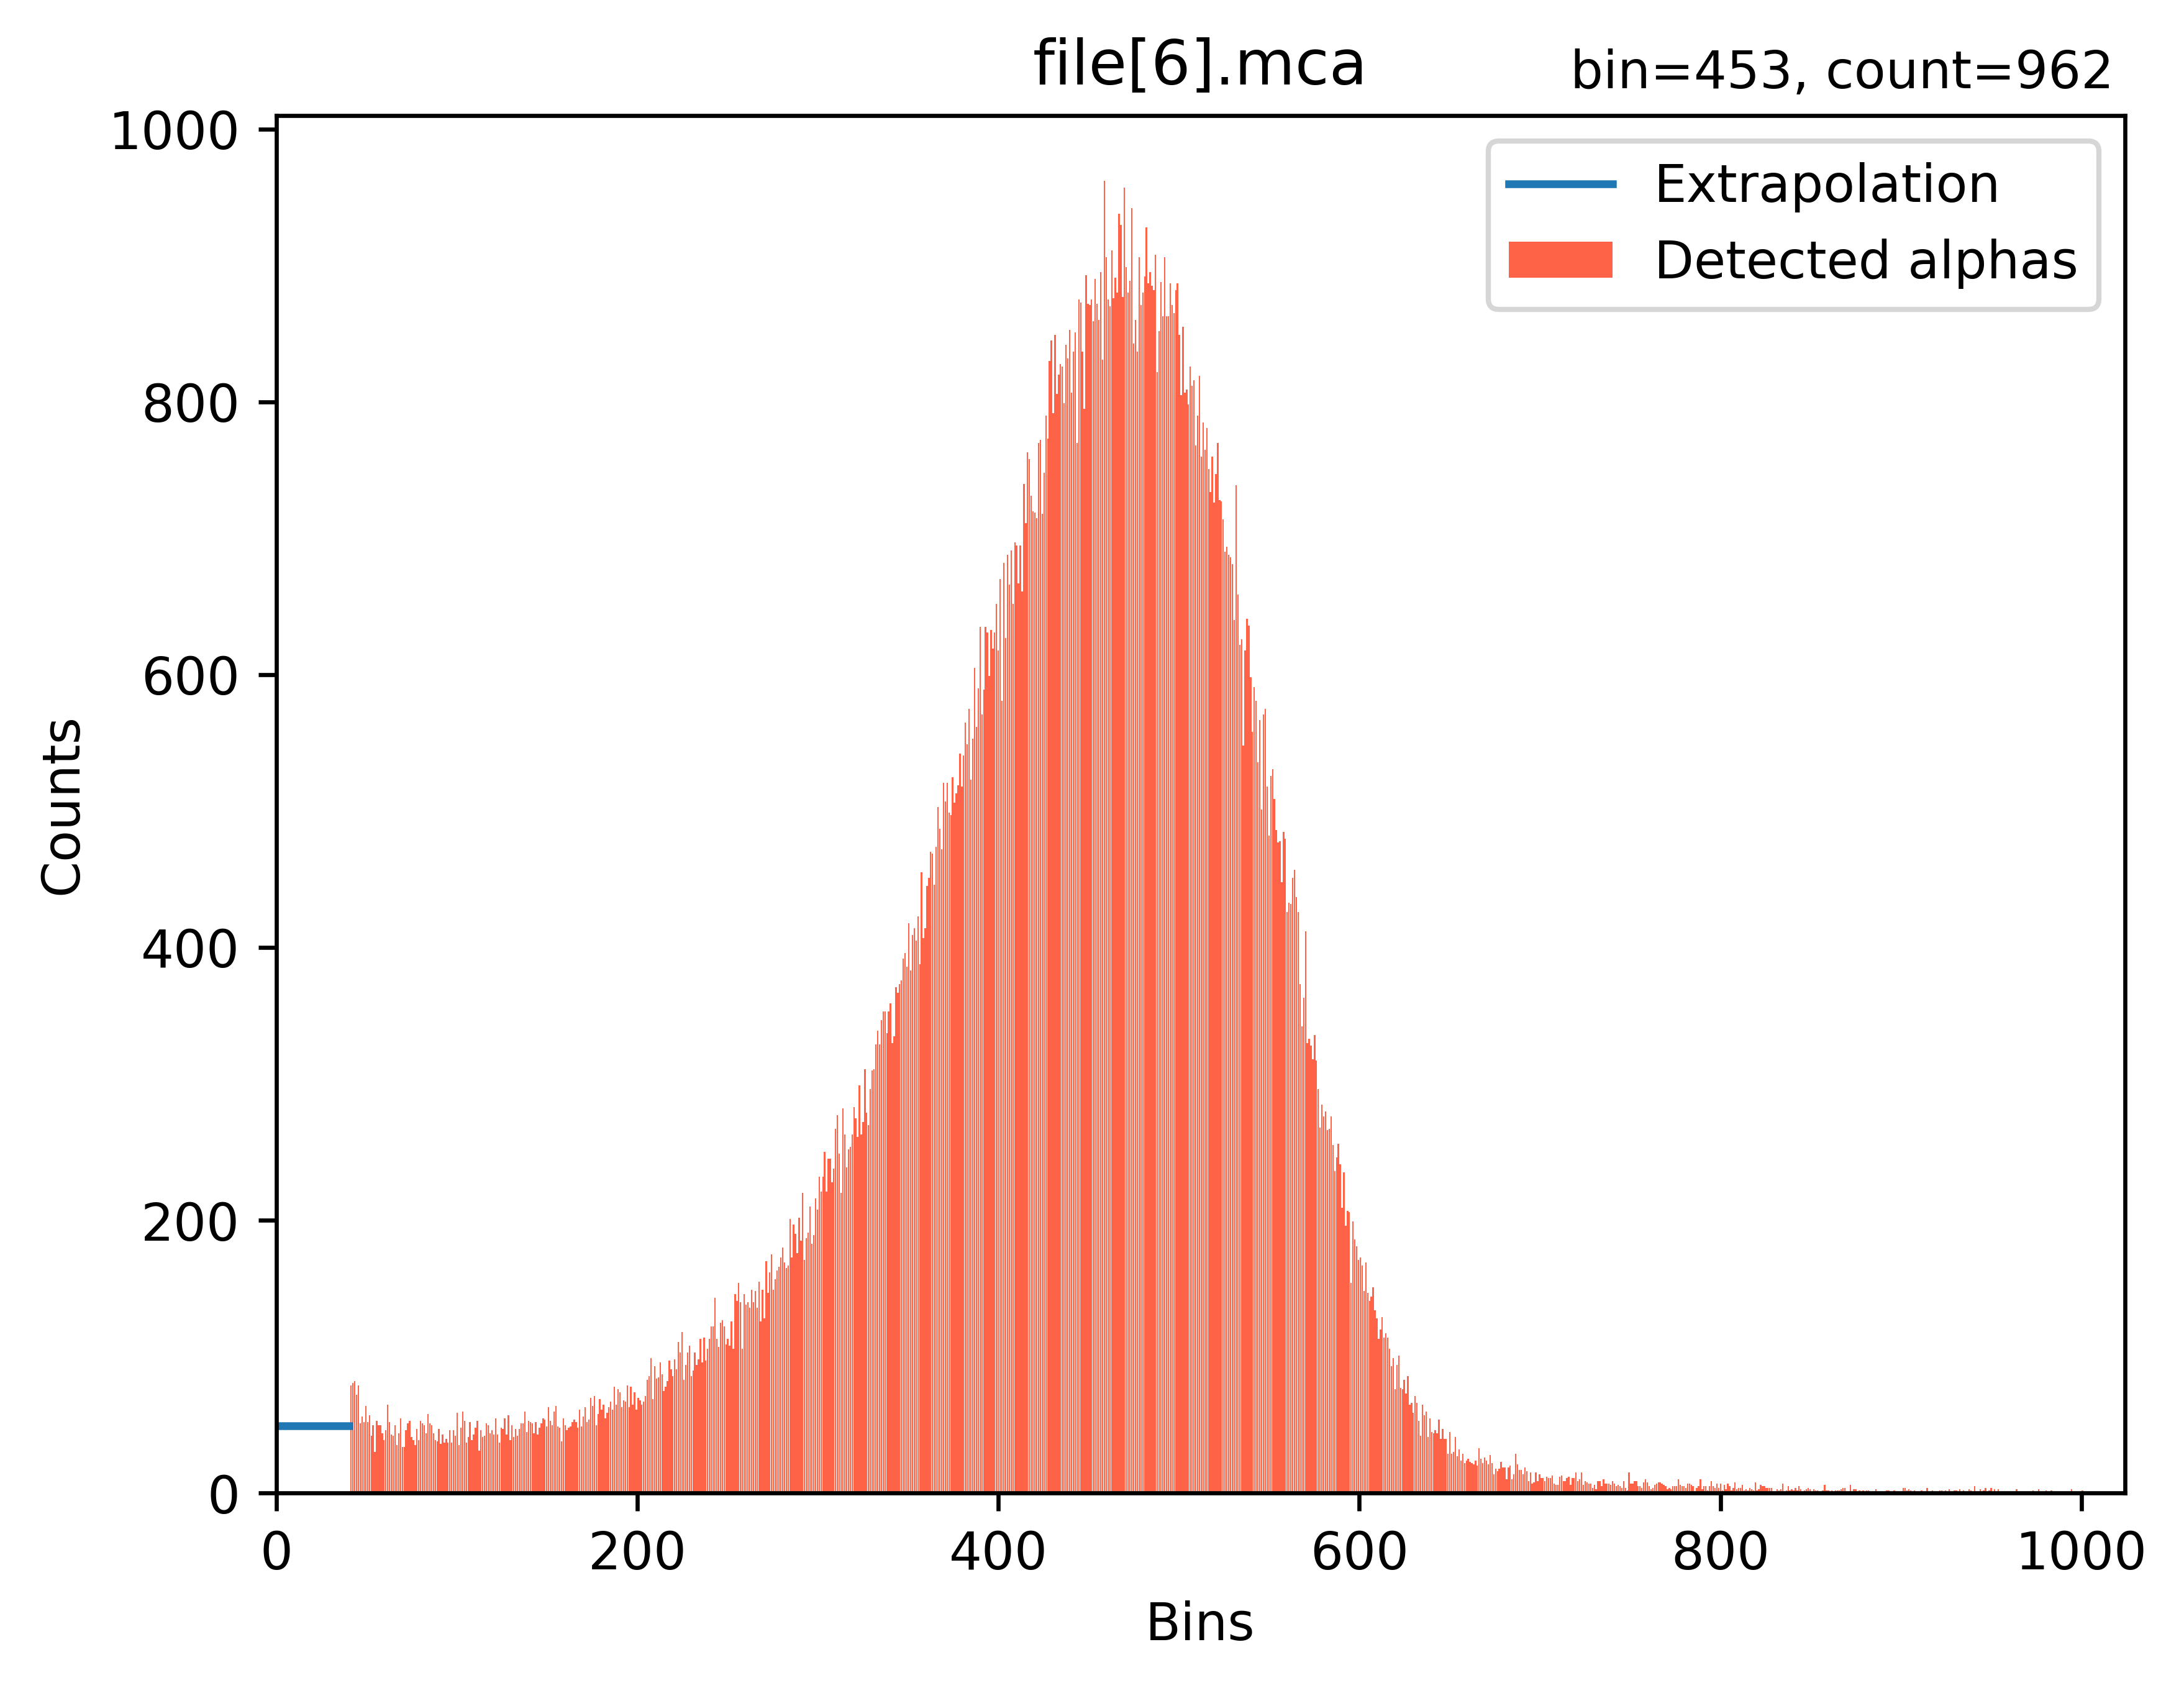 file[6].mca
bin=453, count=962
Extrapolation
Detected alphas
1000
800
600
400
200
0
Counts
0 200 400 600 800 1000
Bins